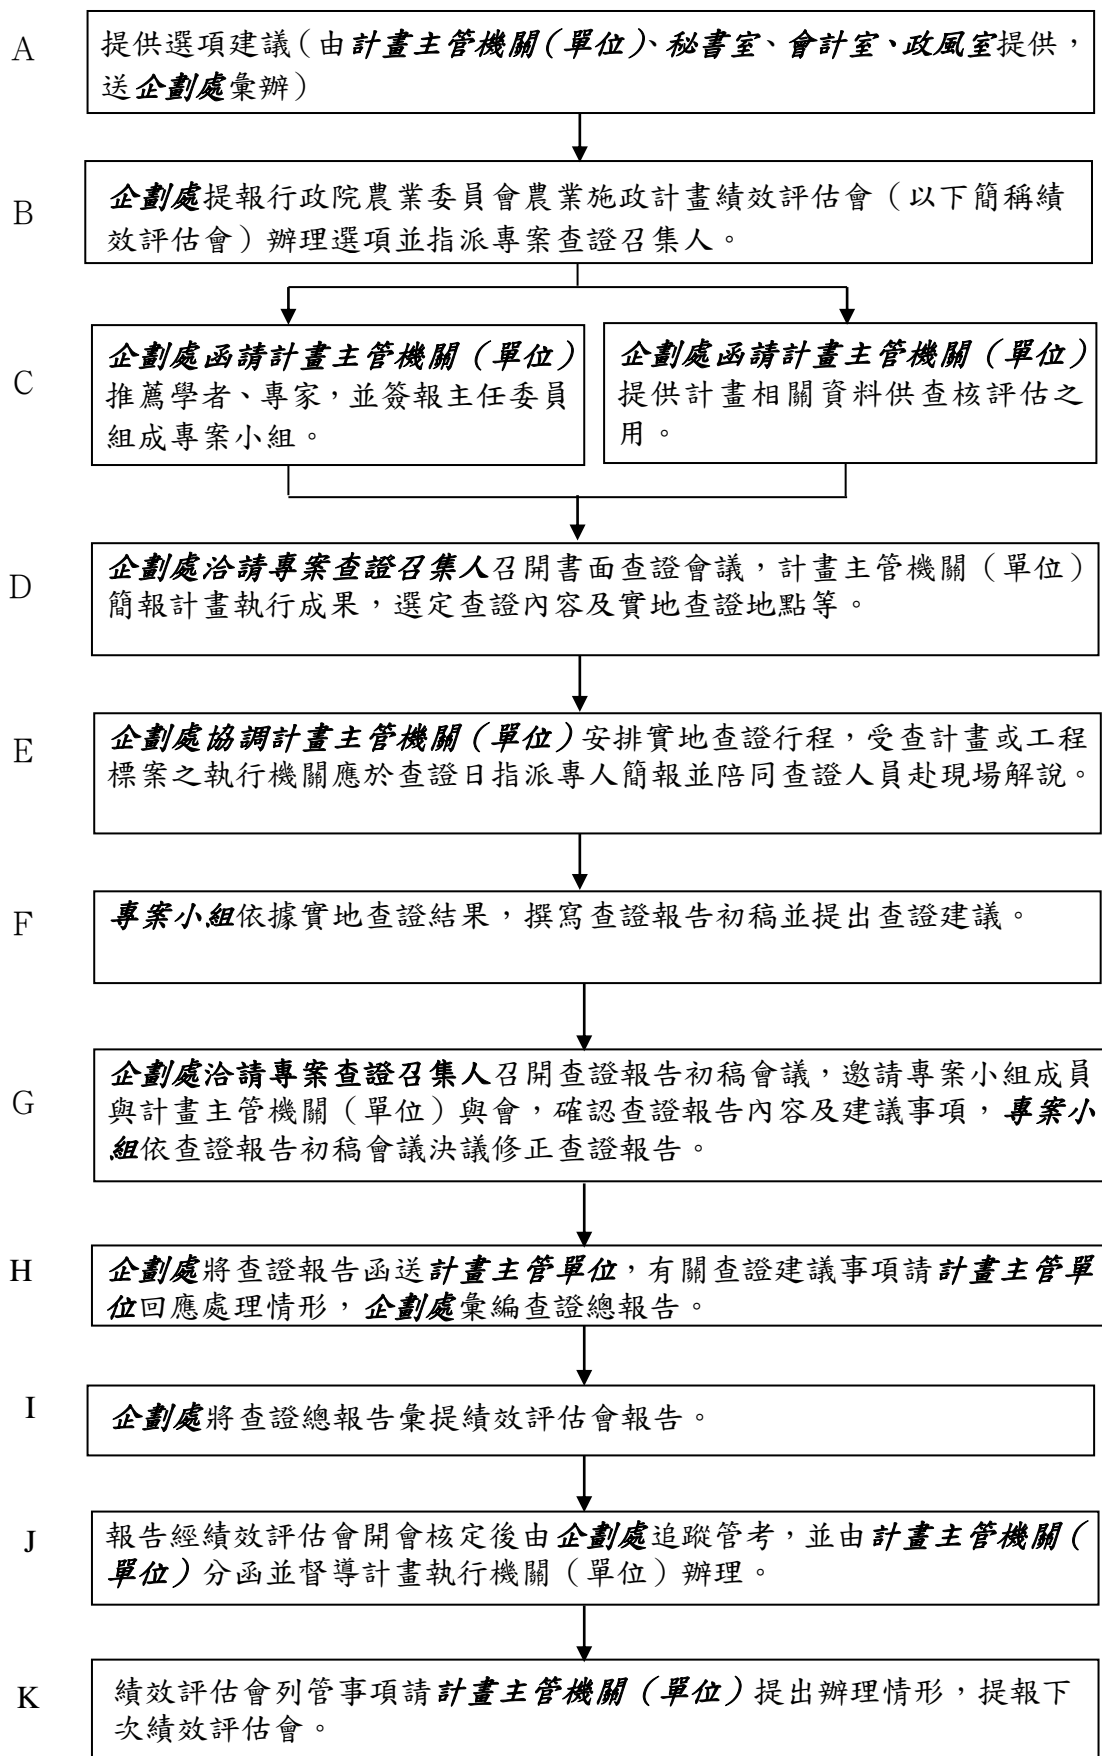 A
提供選項建議（由計畫主管機關（單位）、秘書室、會計室、政風室提供，
送企劃處彙辦）
B
企劃處提報行政院農業委員會農業施政計畫績效評估會（以下簡稱績
效評估會）辦理選項並指派專案查證召集人。
C
企劃處函請計畫主管機關（單位）
推薦學者、專家，並簽報主任委員
組成專案小組。
企劃處函請計畫主管機關（單位）
提供計畫相關資料供查核評估之
用。
D
企劃處洽請專案查證召集人召開書面查證會議，計畫主管機關（單位）
簡報計畫執行成果，選定查證內容及實地查證地點等。
E
企劃處協調計畫主管機關（單位）安排實地查證行程，受查計畫或工程
標案之執行機關應於查證日指派專人簡報並陪同查證人員赴現場解說。
F
專案小組依據實地查證結果，撰寫查證報告初稿並提出查證建議。
G
企劃處洽請專案查證召集人召開查證報告初稿會議，邀請專案小組成員
與計畫主管機關（單位）與會，確認查證報告內容及建議事項，專案小
組依查證報告初稿會議決議修正查證報告。
H
企劃處將查證報告函送計畫主管單位，有關查證建議事項請計畫主管單
位回應處理情形，企劃處彙編查證總報告。
I
企劃處將查證總報告彙提績效評估會報告。
J
報告經績效評估會開會核定後由企劃處追蹤管考，並由計畫主管機關（
單位）分函並督導計畫執行機關（單位）辦理。
K
績效評估會列管事項請計畫主管機關（單位）提出辦理情形，提報下
次績效評估會。